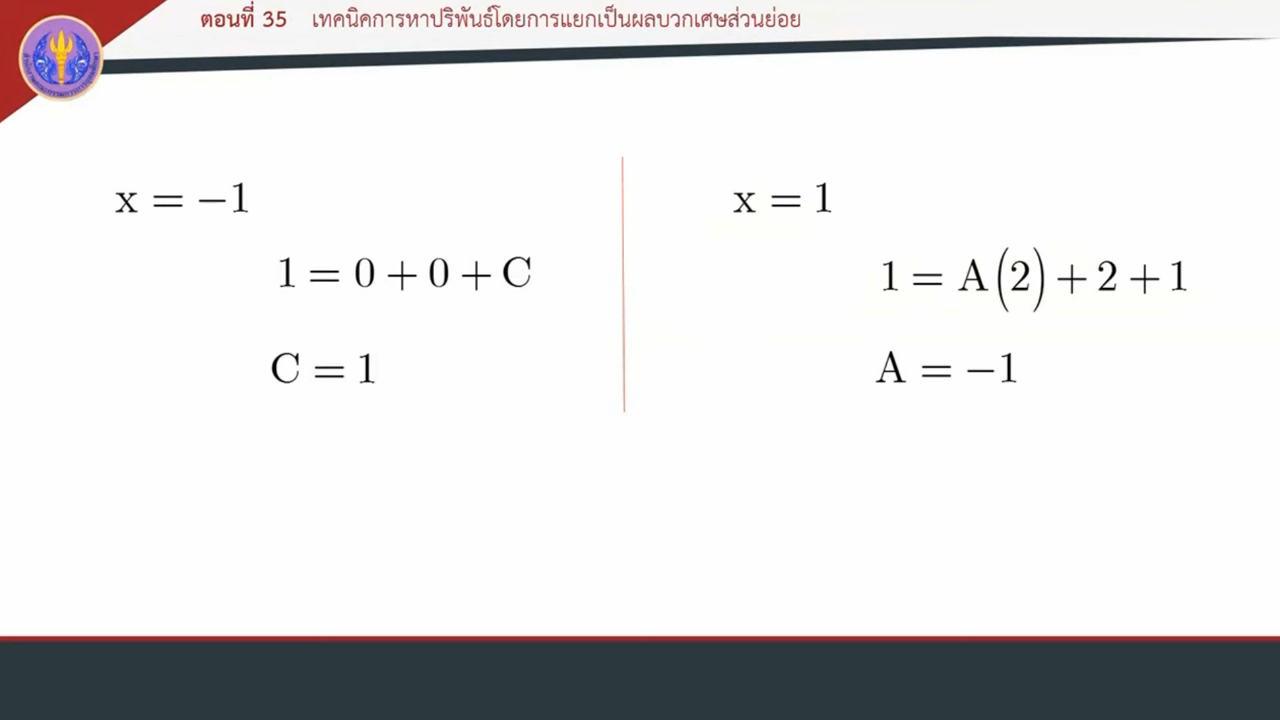 ตอนที่ 35 เทคนิคการหาปริพันธ์โดยการแยกเป็นผลบวกเศษส่วนย่อย
x = −1
1 = 0 + 0 + C
C = 1
x = 1
1 = A(2) + 2 + 1
A = −1